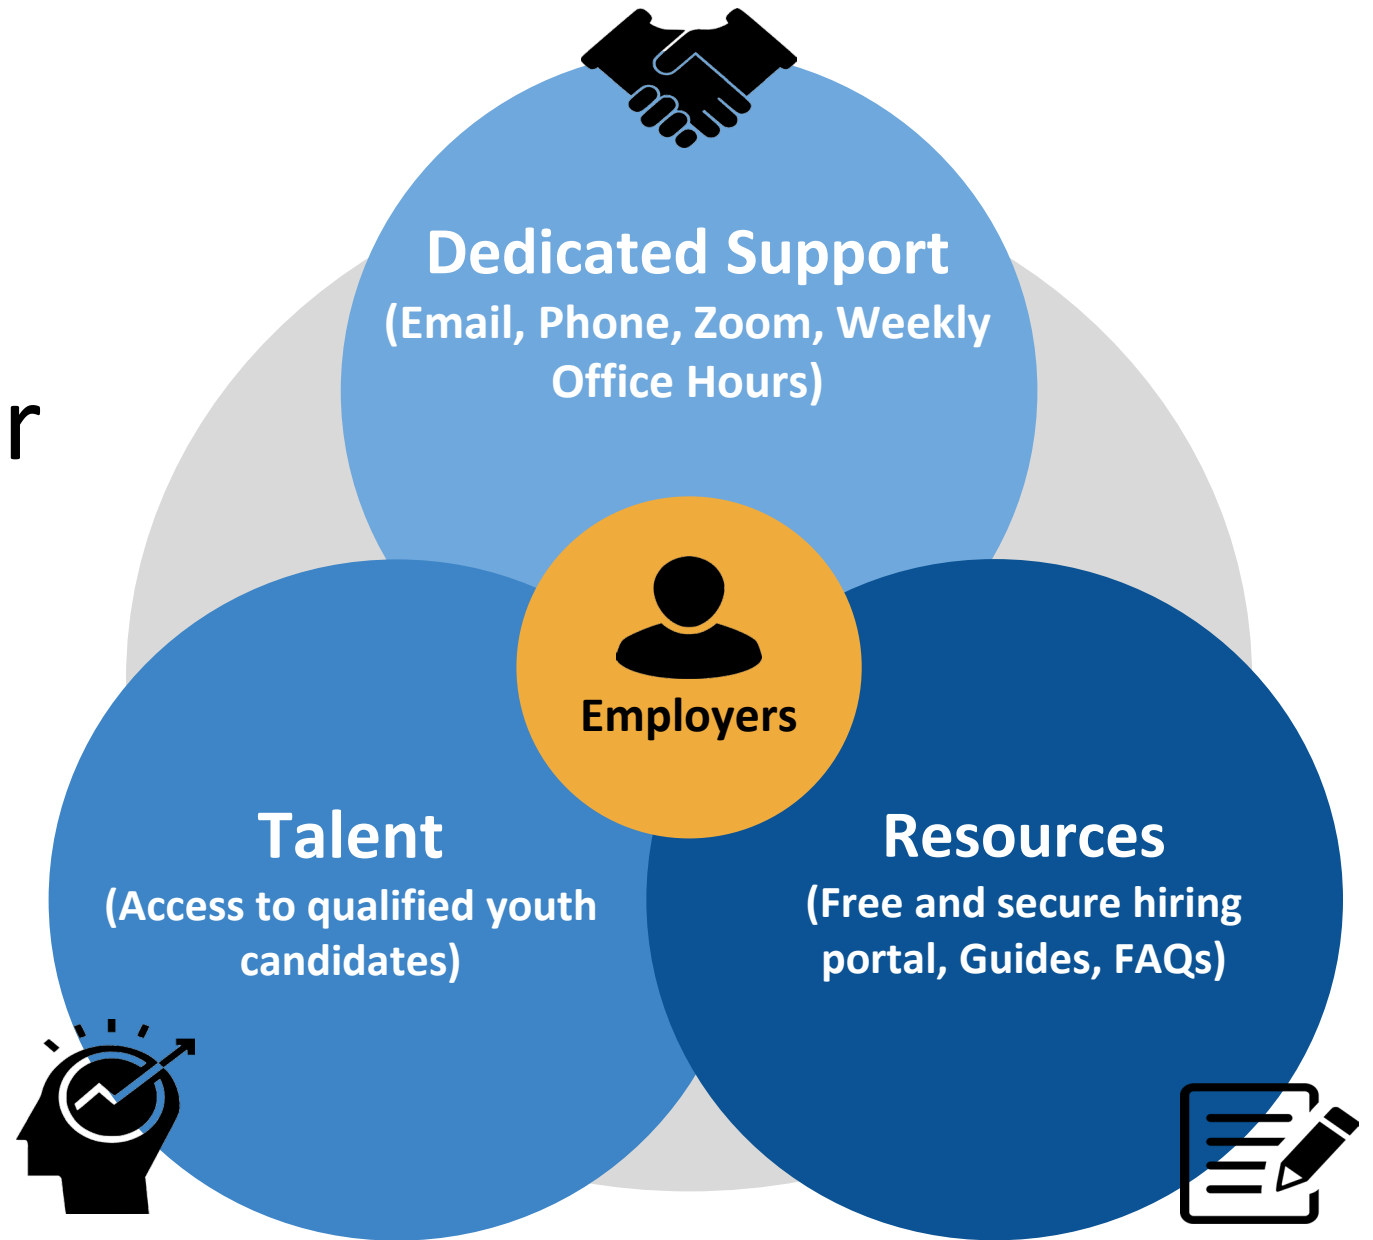 Dedicated Support
(Email, Phone, Zoom, Weekly
Office Hours)
r
Employers
Talent
(Access to qualified youth
candidates)
Resources
(Free and secure hiring
portal, Guides, FAQs)